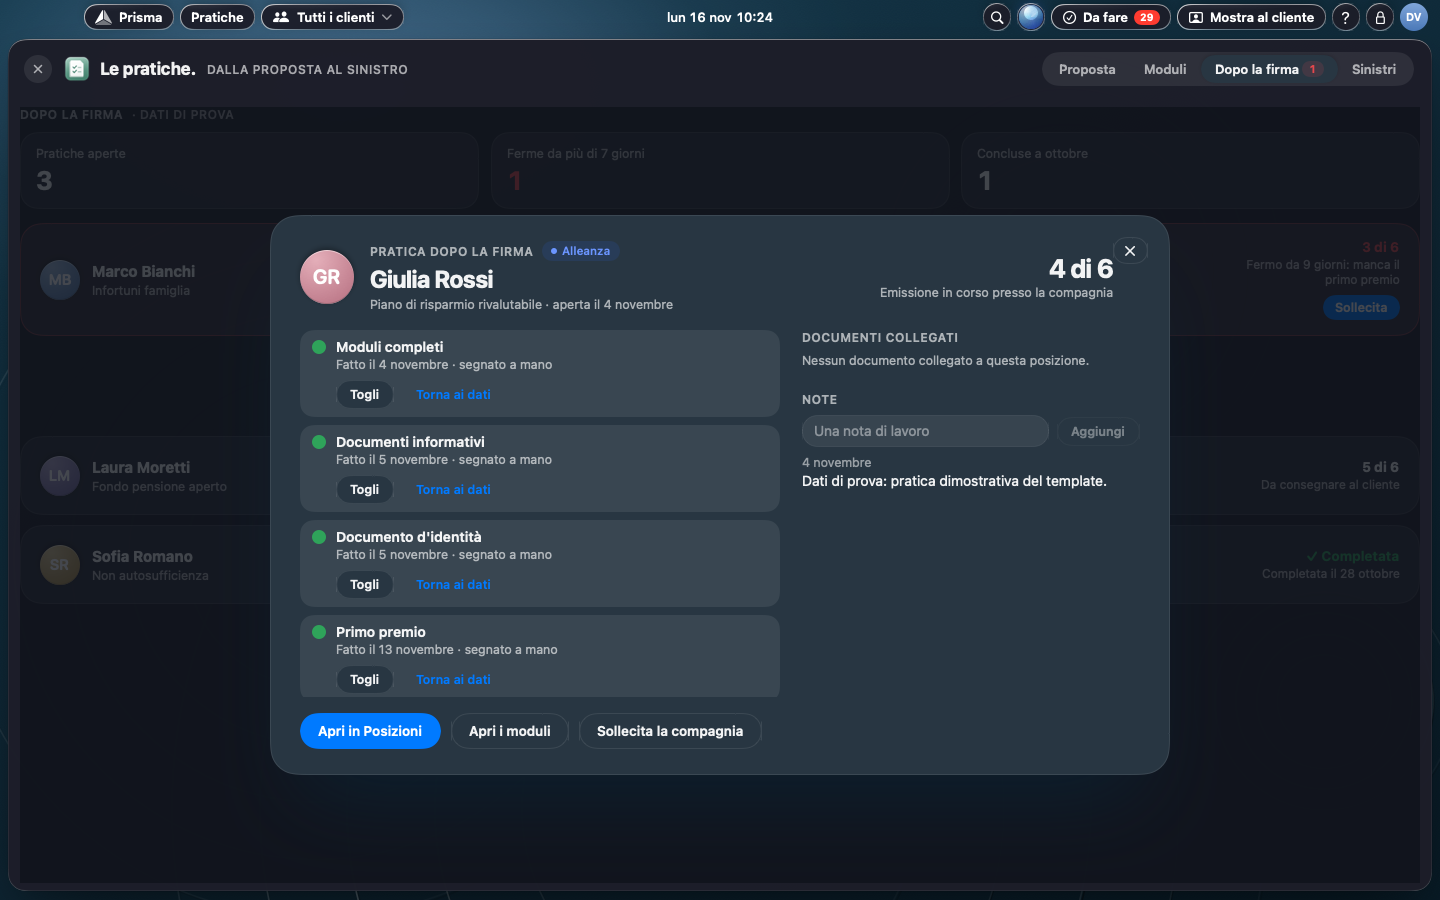 Prisma
Pratiche
Tutti i clienti
lun 16 nov 10:24
Da fare 29
Mostra al cliente
?
DV
Le pratiche. DALLA PROPOSTA AL SINISTRO
Proposta
Moduli
Dopo la firma 1
Sinistri
DOPO LA FIRMA · DATI DI PROVA
Pratiche aperte
3
Ferme da più di 7 giorni
1
Concluse a ottobre
1
MB
Marco Bianchi
Infortuni famiglia
3 di 6
Fermo da 9 giorni: manca il
primo premio
Sollecita
LM
Laura Moretti
Fondo pensione aperto
5 di 6
Da consegnare al cliente
SR
Sofia Romano
Non autosufficienza
✓ Completata
Completata il 28 ottobre
GR
PRATICA DOPO LA FIRMA
Alleanza
Giulia Rossi
Piano di risparmio rivalutabile · aperta il 4 novembre
4 di 6
Emissione in corso presso la compagnia
Moduli completi
Fatto il 4 novembre · segnato a mano
Togli
Torna ai dati
Documenti informativi
Fatto il 5 novembre · segnato a mano
Togli
Torna ai dati
Documento d'identità
Fatto il 5 novembre · segnato a mano
Togli
Torna ai dati
Primo premio
Fatto il 13 novembre · segnato a mano
Togli
Torna ai dati
DOCUMENTI COLLEGATI
Nessun documento collegato a questa posizione.
NOTE
Una nota di lavoro
Aggiungi
4 novembre
Dati di prova: pratica dimostrativa del template.
Apri in Posizioni
Apri i moduli
Sollecita la compagnia